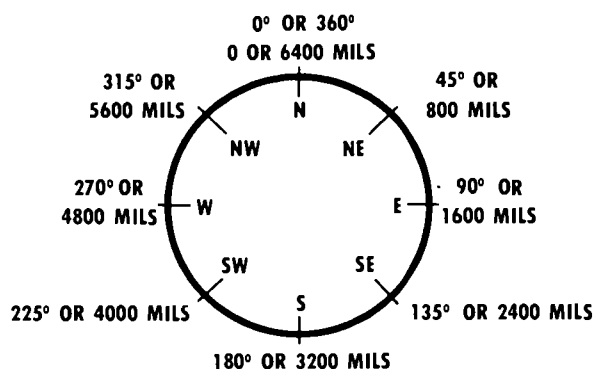 0° OR 360°
0 OR 6400 MILS
N
45° OR
800 MILS
NE
90° OR
1600 MILS
E
135° OR 2400 MILS
SE
180° OR 3200 MILS
S
225° OR 4000 MILS
SW
270° OR
4800 MILS
W
315° OR
5600 MILS
NW